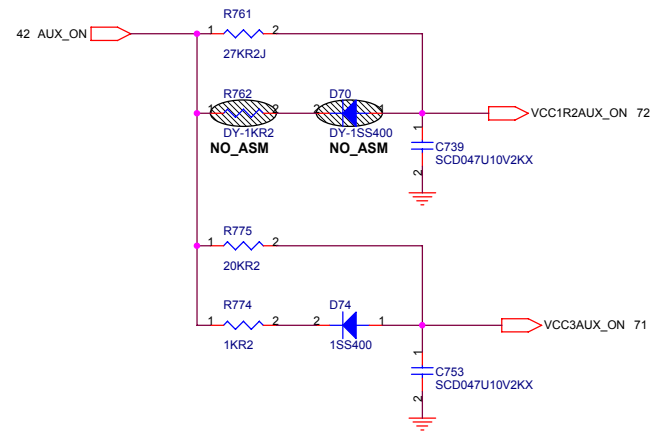 R761
42 AUX_ON
1 2
27KR2J
R762 D70
1 2 2 1
VCC1R2AUX_ON 72
DY-1KR2 DY-1SS400
NO_ASM NO_ASM
1
C739
SCD047U10V2KX
2
R775
1 2
20KR2
R774 D74
1 2 2 1
VCC3AUX_ON 71
1KR2 1SS400
1
C753
SCD047U10V2KX
2